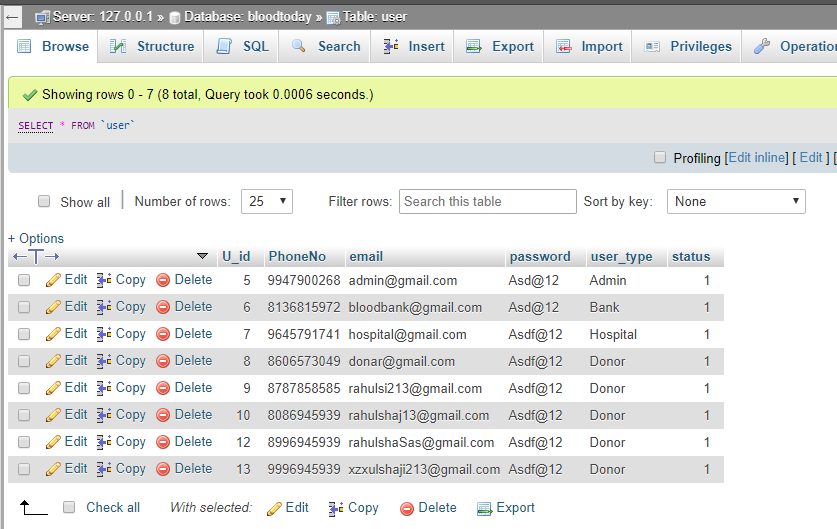 Server: 127.0.0.1 » Database: bloodtoday » Table: user
Browse Structure SQL Search Insert Export Import Privileges Operation
Showing rows 0 - 7 (8 total, Query took 0.0006 seconds.)
SELECT * FROM `user`
Profiling [Edit inline] [ Edit ] [
Show all Number of rows: 25 Filter rows: Search this table Sort by key: None
+ Options
U_id PhoneNo email password user_type status
Edit Copy Delete 5 9947900268 admin@gmail.com Asd@12 Admin 1
Edit Copy Delete 6 8136815972 bloodbank@gmail.com Asd@12 Bank 1
Edit Copy Delete 7 9645791741 hospital@gmail.com Asdf@12 Hospital 1
Edit Copy Delete 8 8606573049 donar@gmail.com Asdf@12 Donor 1
Edit Copy Delete 9 8787858585 rahulsi213@gmail.com Asdf@12 Donor 1
Edit Copy Delete 10 8086945939 rahulshaj13@gmail.com Asdf@12 Donor 1
Edit Copy Delete 12 8996945939 rahulshaSas@gmail.com Asdf@12 Donor 1
Edit Copy Delete 13 9996945939 xzxulshaji213@gmail.com Asdf@12 Donor 1
Check all With selected: Edit Copy Delete Export